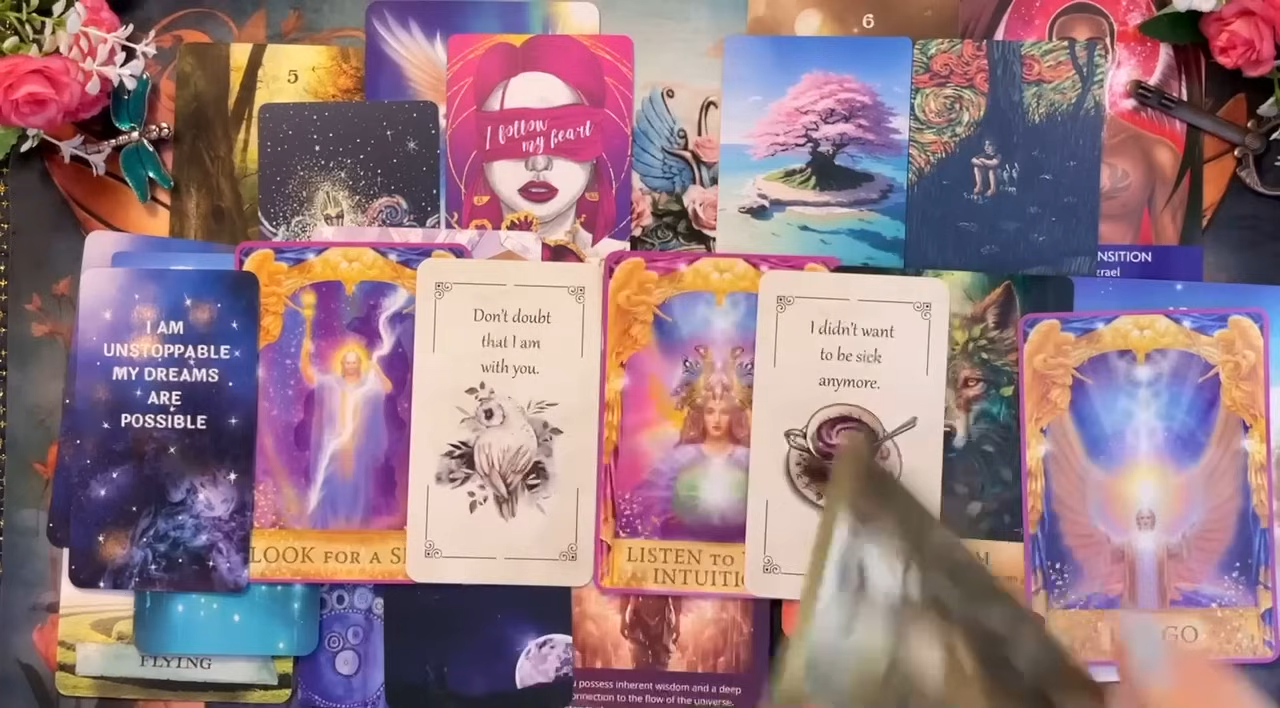 6
5
I follow
my heart
NSITION
zrael
I AM
UNSTOPPABLE
MY DREAMS
ARE
POSSIBLE
Don't doubt
that I am
with you.
I didn't want
to be sick
anymore.
LOOK FOR A S
LISTEN TO
INTUITI
GO
FLYING
possess inherent wisdom and a deep
onnection to the flow of the universe.